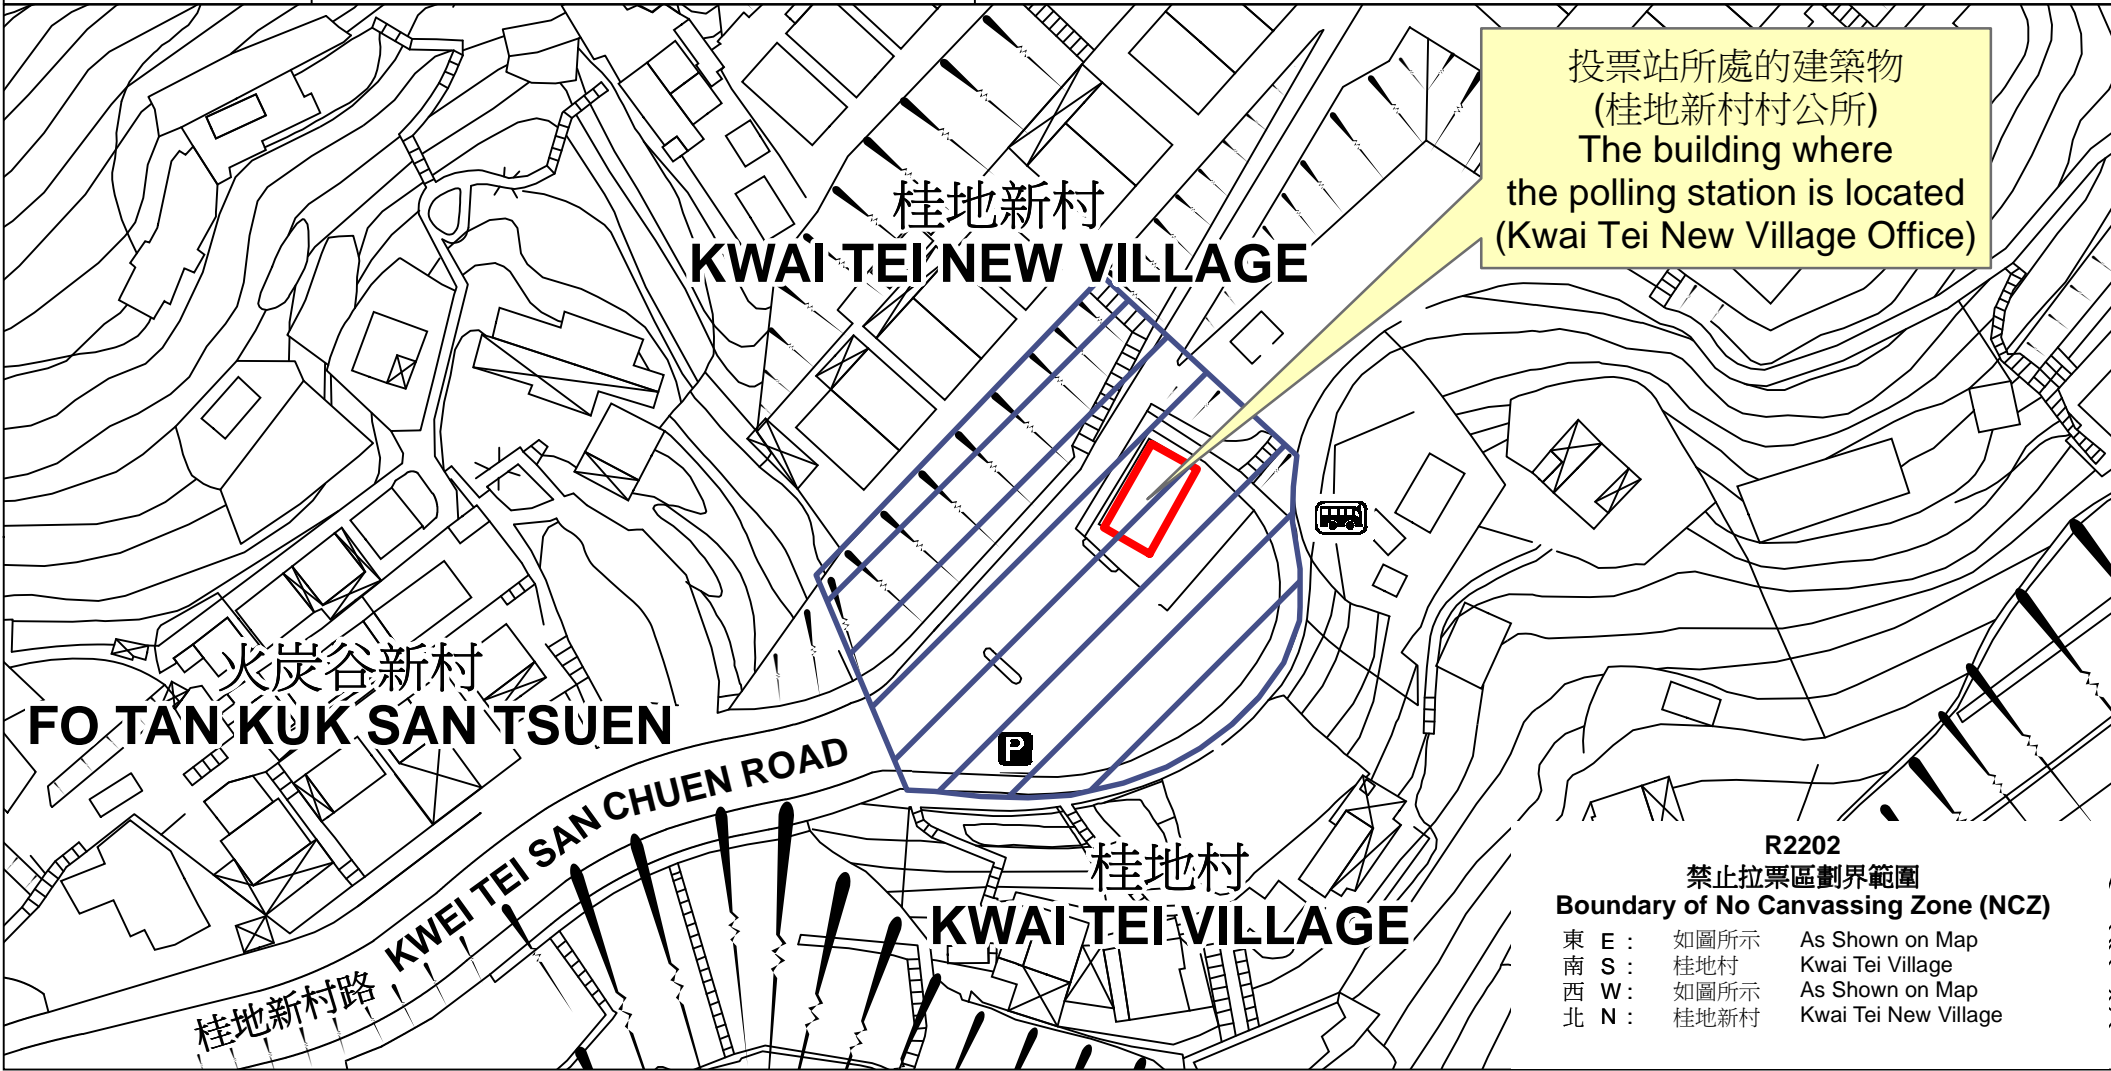 投票站所處的建築物
(桂地新村村公所)
The building where
the polling station is located
(Kwai Tei New Village Office)
桂地新村
KWAI TEI NEW VILLAGE
火炭谷新村
FO TAN KUK SAN TSUEN
P
KWEI TEI SAN CHUEN ROAD
桂地新村路
桂地村
KWAI TEI VILLAGE
R2202
禁止拉票區劃界範圍
Boundary of No Canvassing Zone (NCZ)
東 E : 如圖所示 As Shown on Map
南 S : 桂地村 Kwai Tei Village
西 W : 如圖所示 As Shown on Map
北 N : 桂地新村 Kwai Tei New Village